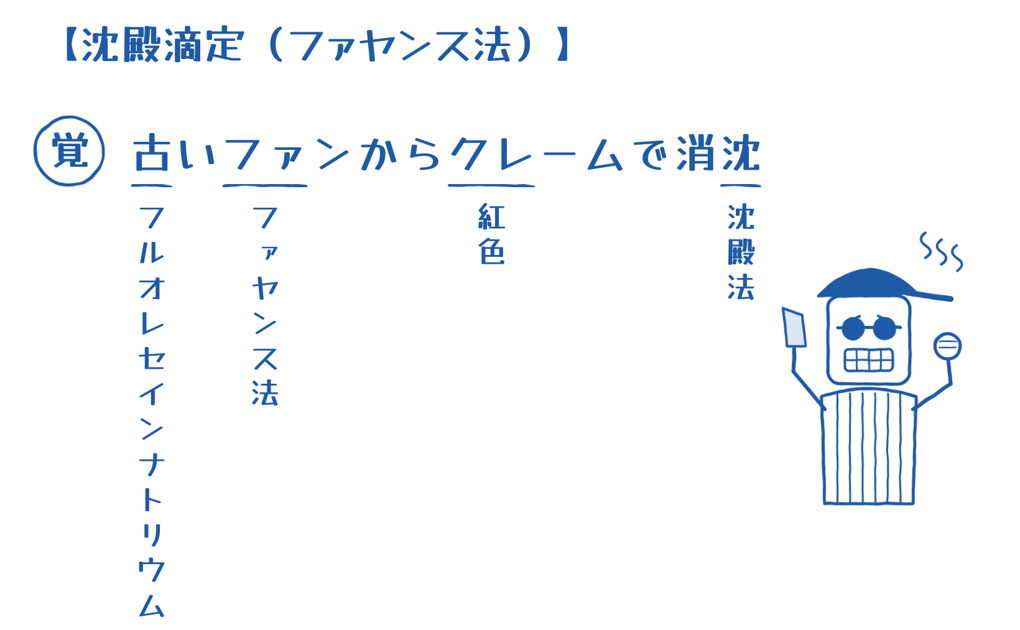 【沈殿滴定（ファヤンス法）】
覚 古いファンからクレームで消沈
フルオレセインナトリウム
ファヤンス法
紅色
沈殿法